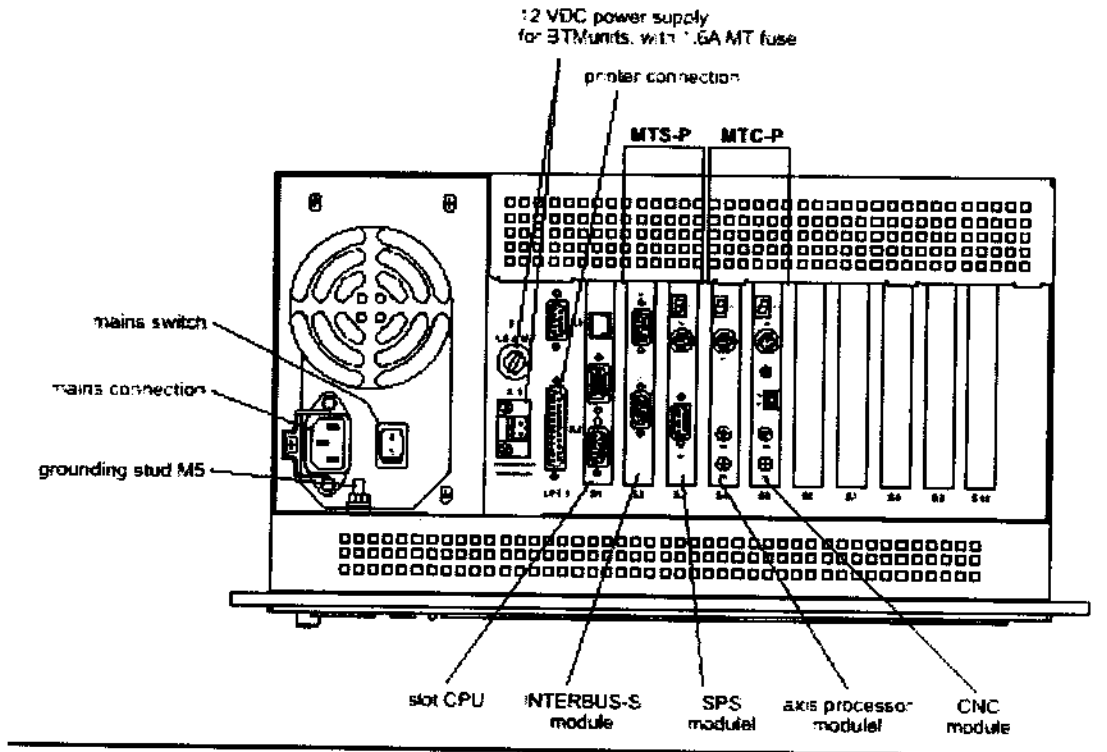 12 VDC power supply
for BTMunits, with 1.6A MT fuse
printer connection
MTS-P
MTC-P
mains switch
mains connection
grounding stud M5
slot CPU
INTERBUS-S
module
SPS
modulel
axis processor
modulel
CNC
module